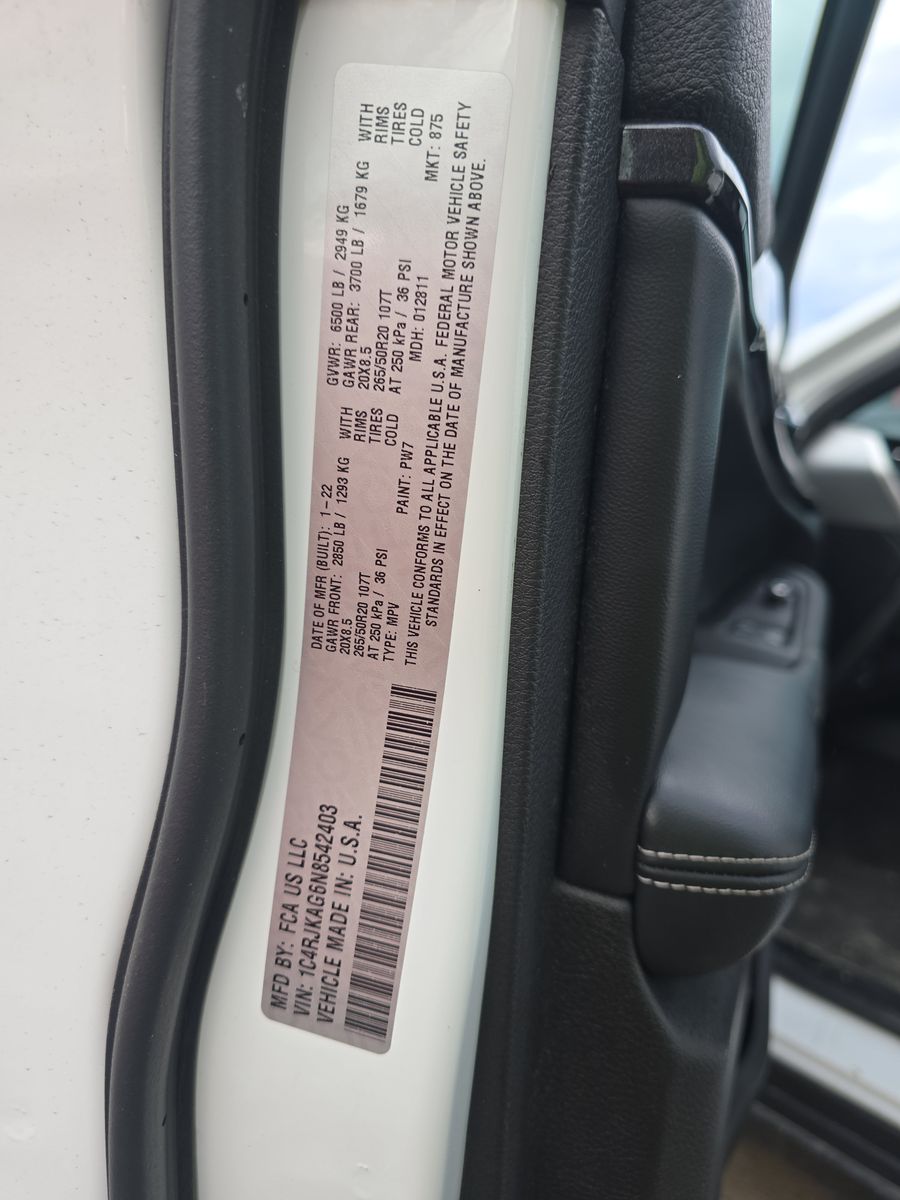 MFD BY: FCA US LLC
VIN: 1C4RJKAG6N8542403
VEHICLE MADE IN: U.S.A.
DATE OF MFR (BUILT): 1-22 GVWR: 6500 LB / 2949 KG
GAWR FRONT: 2850 LB / 1293 KG WITH GAWR REAR: 3700 LB / 1679 KG WITH
20X8.5 RIMS 20X8.5 RIMS
265/50R20 107T TIRES 265/50R20 107T TIRES
AT 250 kPa / 36 PSI COLD AT 250 kPa / 36 PSI COLD
TYPE: MPV PAINT: PW7 MDH: 012811 MKT: 875
THIS VEHICLE CONFORMS TO ALL APPLICABLE U.S.A. FEDERAL MOTOR VEHICLE SAFETY
STANDARDS IN EFFECT ON THE DATE OF MANUFACTURE SHOWN ABOVE.